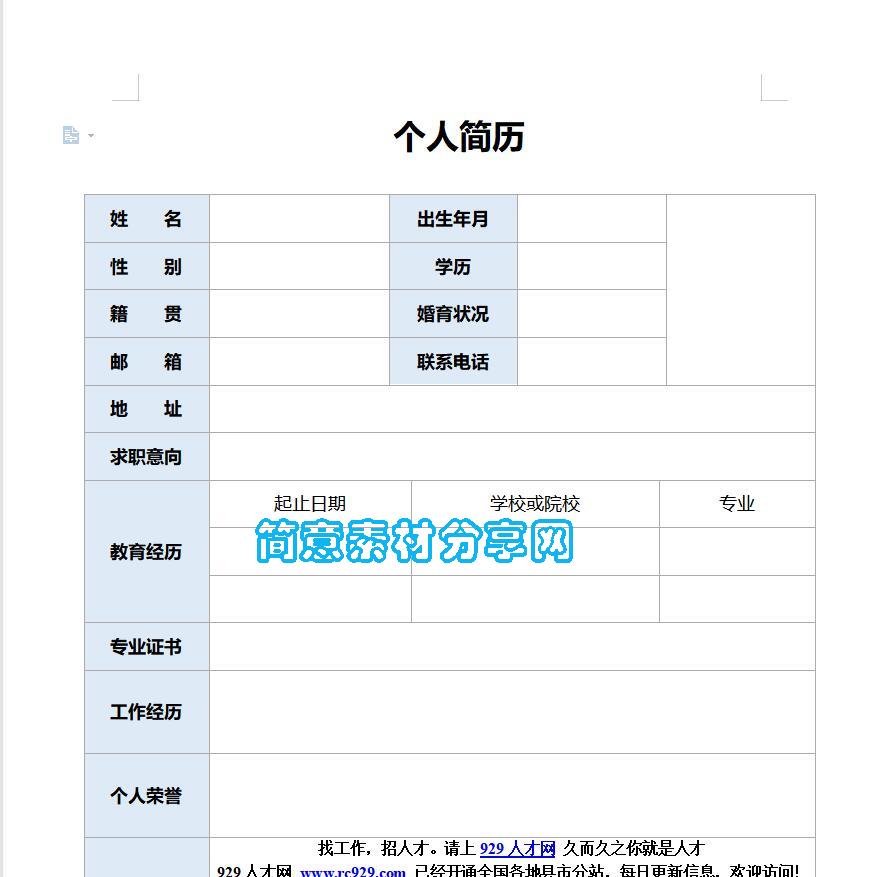 个人简历
姓 名 出生年月
性 别 学历
籍 贯 婚育状况
邮 箱 联系电话
地 址
求职意向
起止日期 学校或院校 专业
简意素材分享网
教育经历
专业证书
工作经历
个人荣誉
找工作，招人才。请上 929 人才网 久而久之你就是人才
929 人才网 www.rc929.com 已经开通全国各地县市分站，每日更新信息，欢迎访问！